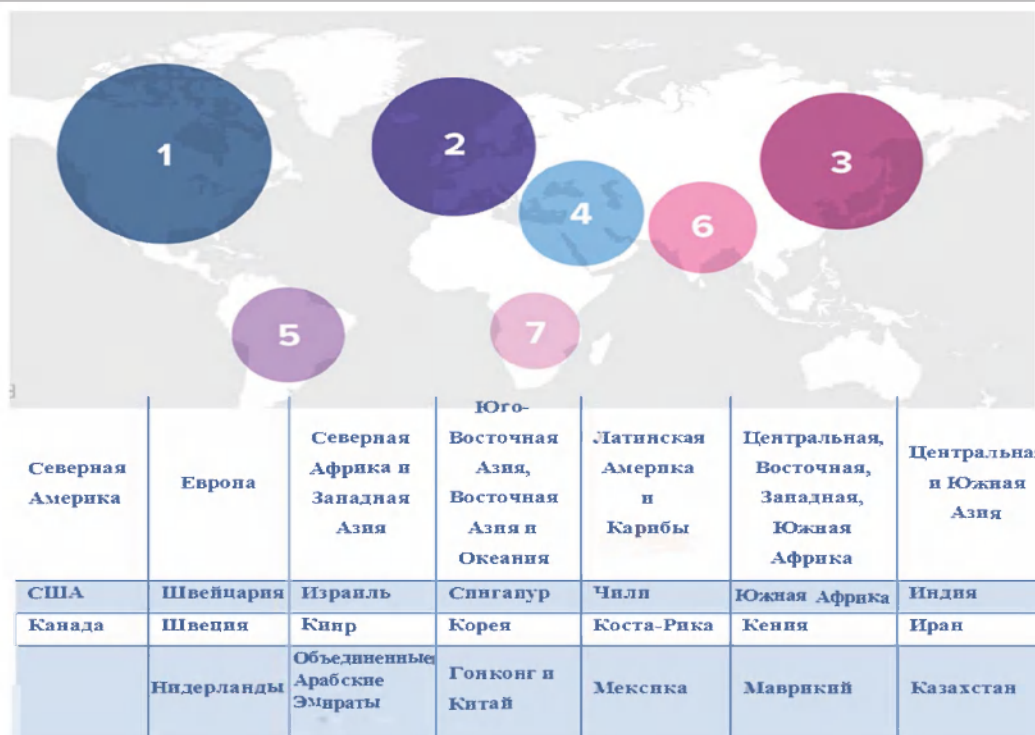 1
2
3
4
5
6
7
Северная
Америка
Европа
Северная
Африка и
Западная
Азия
Юго-
Восточная
Азия,
Восточная
Азия и
Океания
Латинская
Америка
и
Карибы
Центральная,
Восточная,
Западная,
Южная
Африка
Центральная
и Южная
Азия
США
Швейцария
Израиль
Сингапур
Чили
Южная Африка
Индия
Канада
Швеция
Кипр
Корея
Коста-Рика
Кения
Иран
Нидерланды
Объединенные
Арабские
Эмираты
Гонконг и
Китай
Мексика
Маврикий
Казахстан